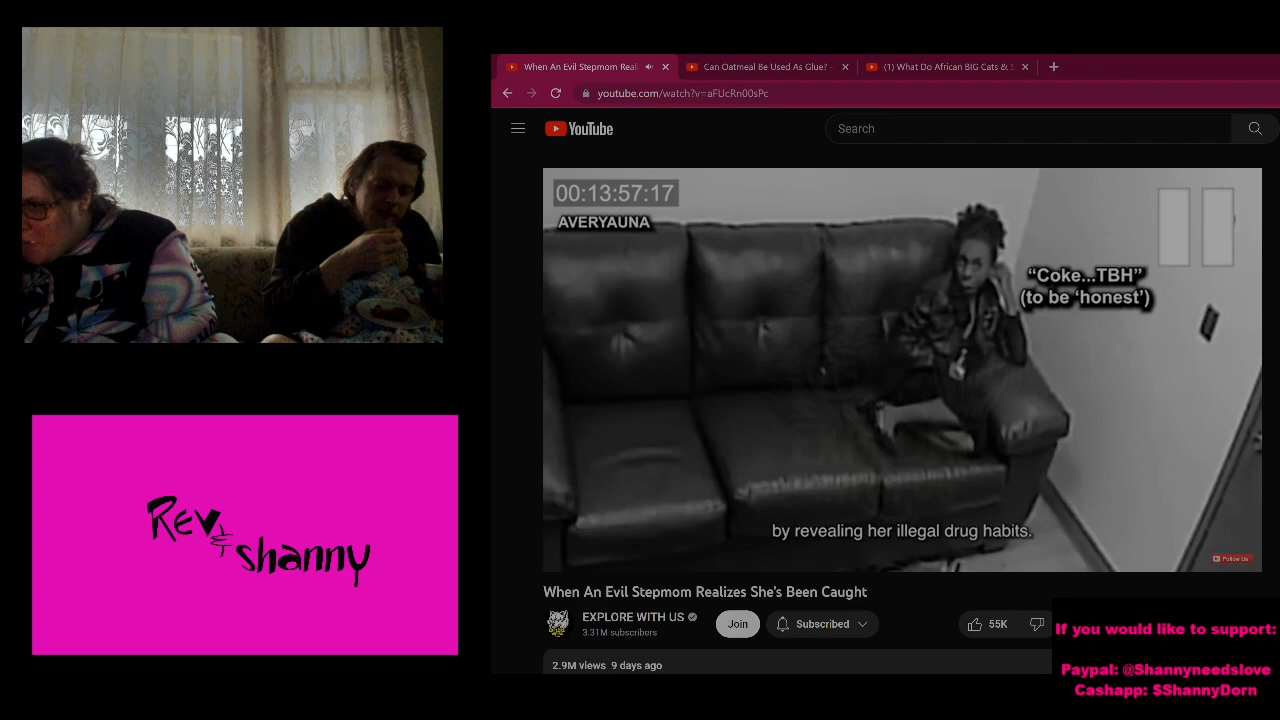 When An Evil Stepmom Reali
Can Oatmeal Be Used As Glue? -
(1) What Do African BIG Cats & S
youtube.com/watch?v=aFUcRn00sPc
YouTube
Search
00:13:57:17
AVERYAUNA
“Coke...TBH”
(to be ‘honest’)
by revealing her illegal drug habits.
Follow Us
When An Evil Stepmom Realizes She's Been Caught
EXPLORE WITH US
3.31M subscribers
Join
Subscribed
55K
2.9M views 9 days ago
Rev
&
shanny
If you would like to support:
Paypal: @Shannyneedslove
Cashapp: $ShannyDorn